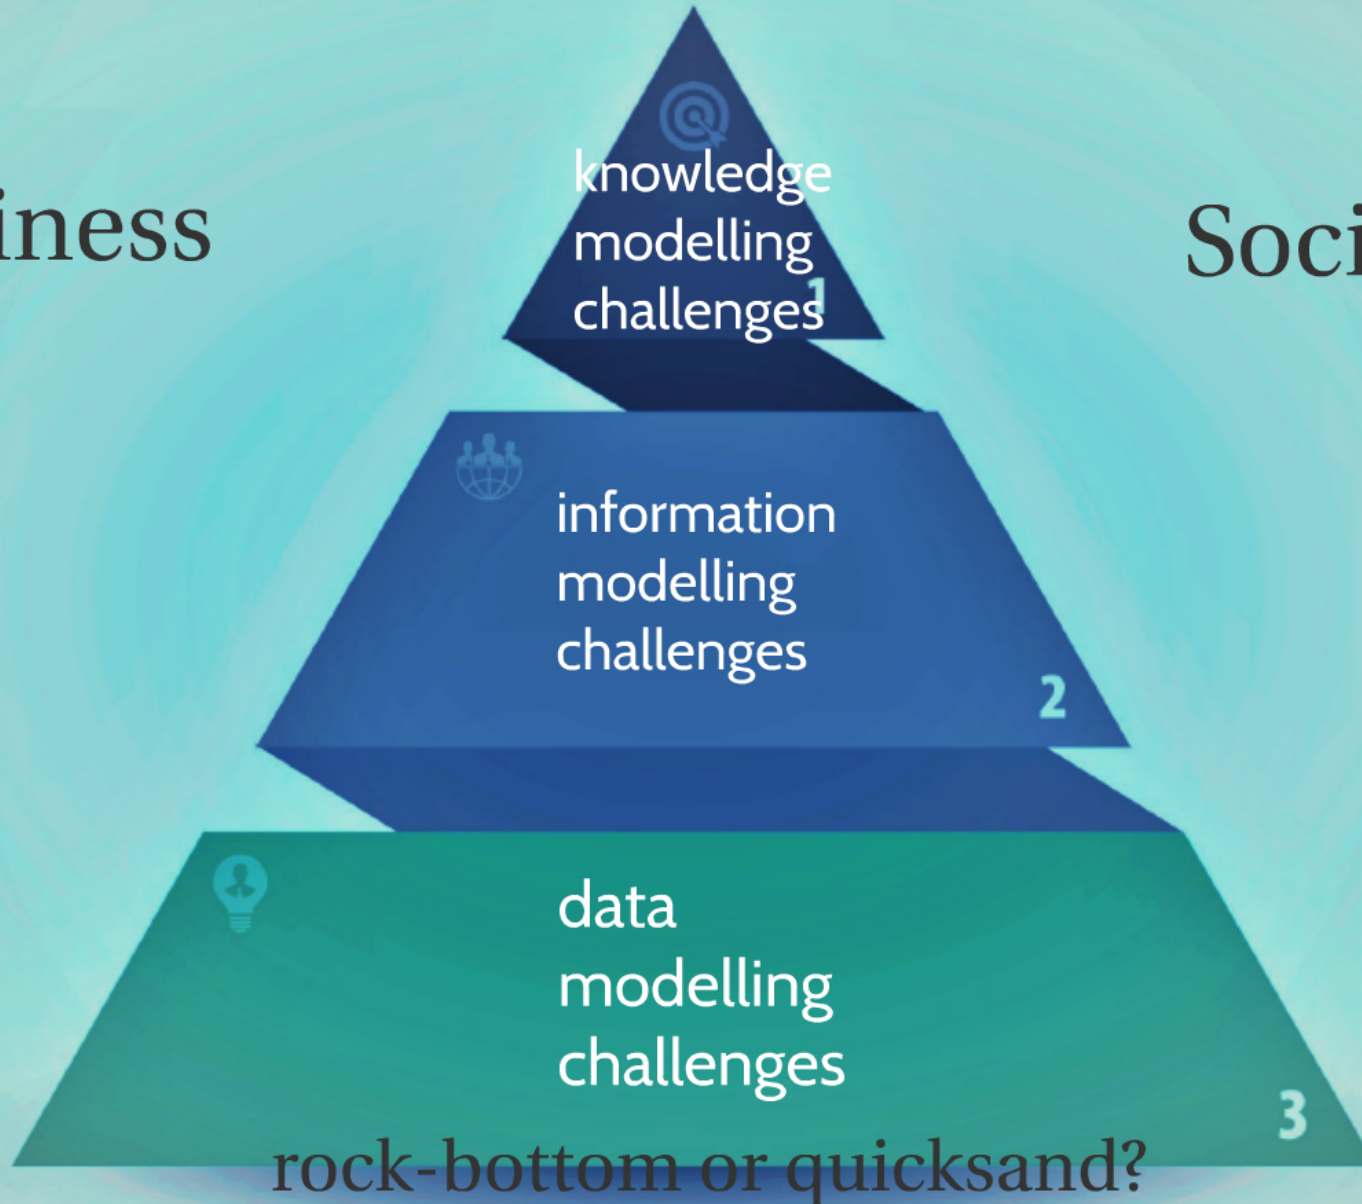 knowledge
modelling
challenges
1
iness
Soci
information
modelling
challenges
2
data
modelling
challenges
3
rock-bottom or quicksand?